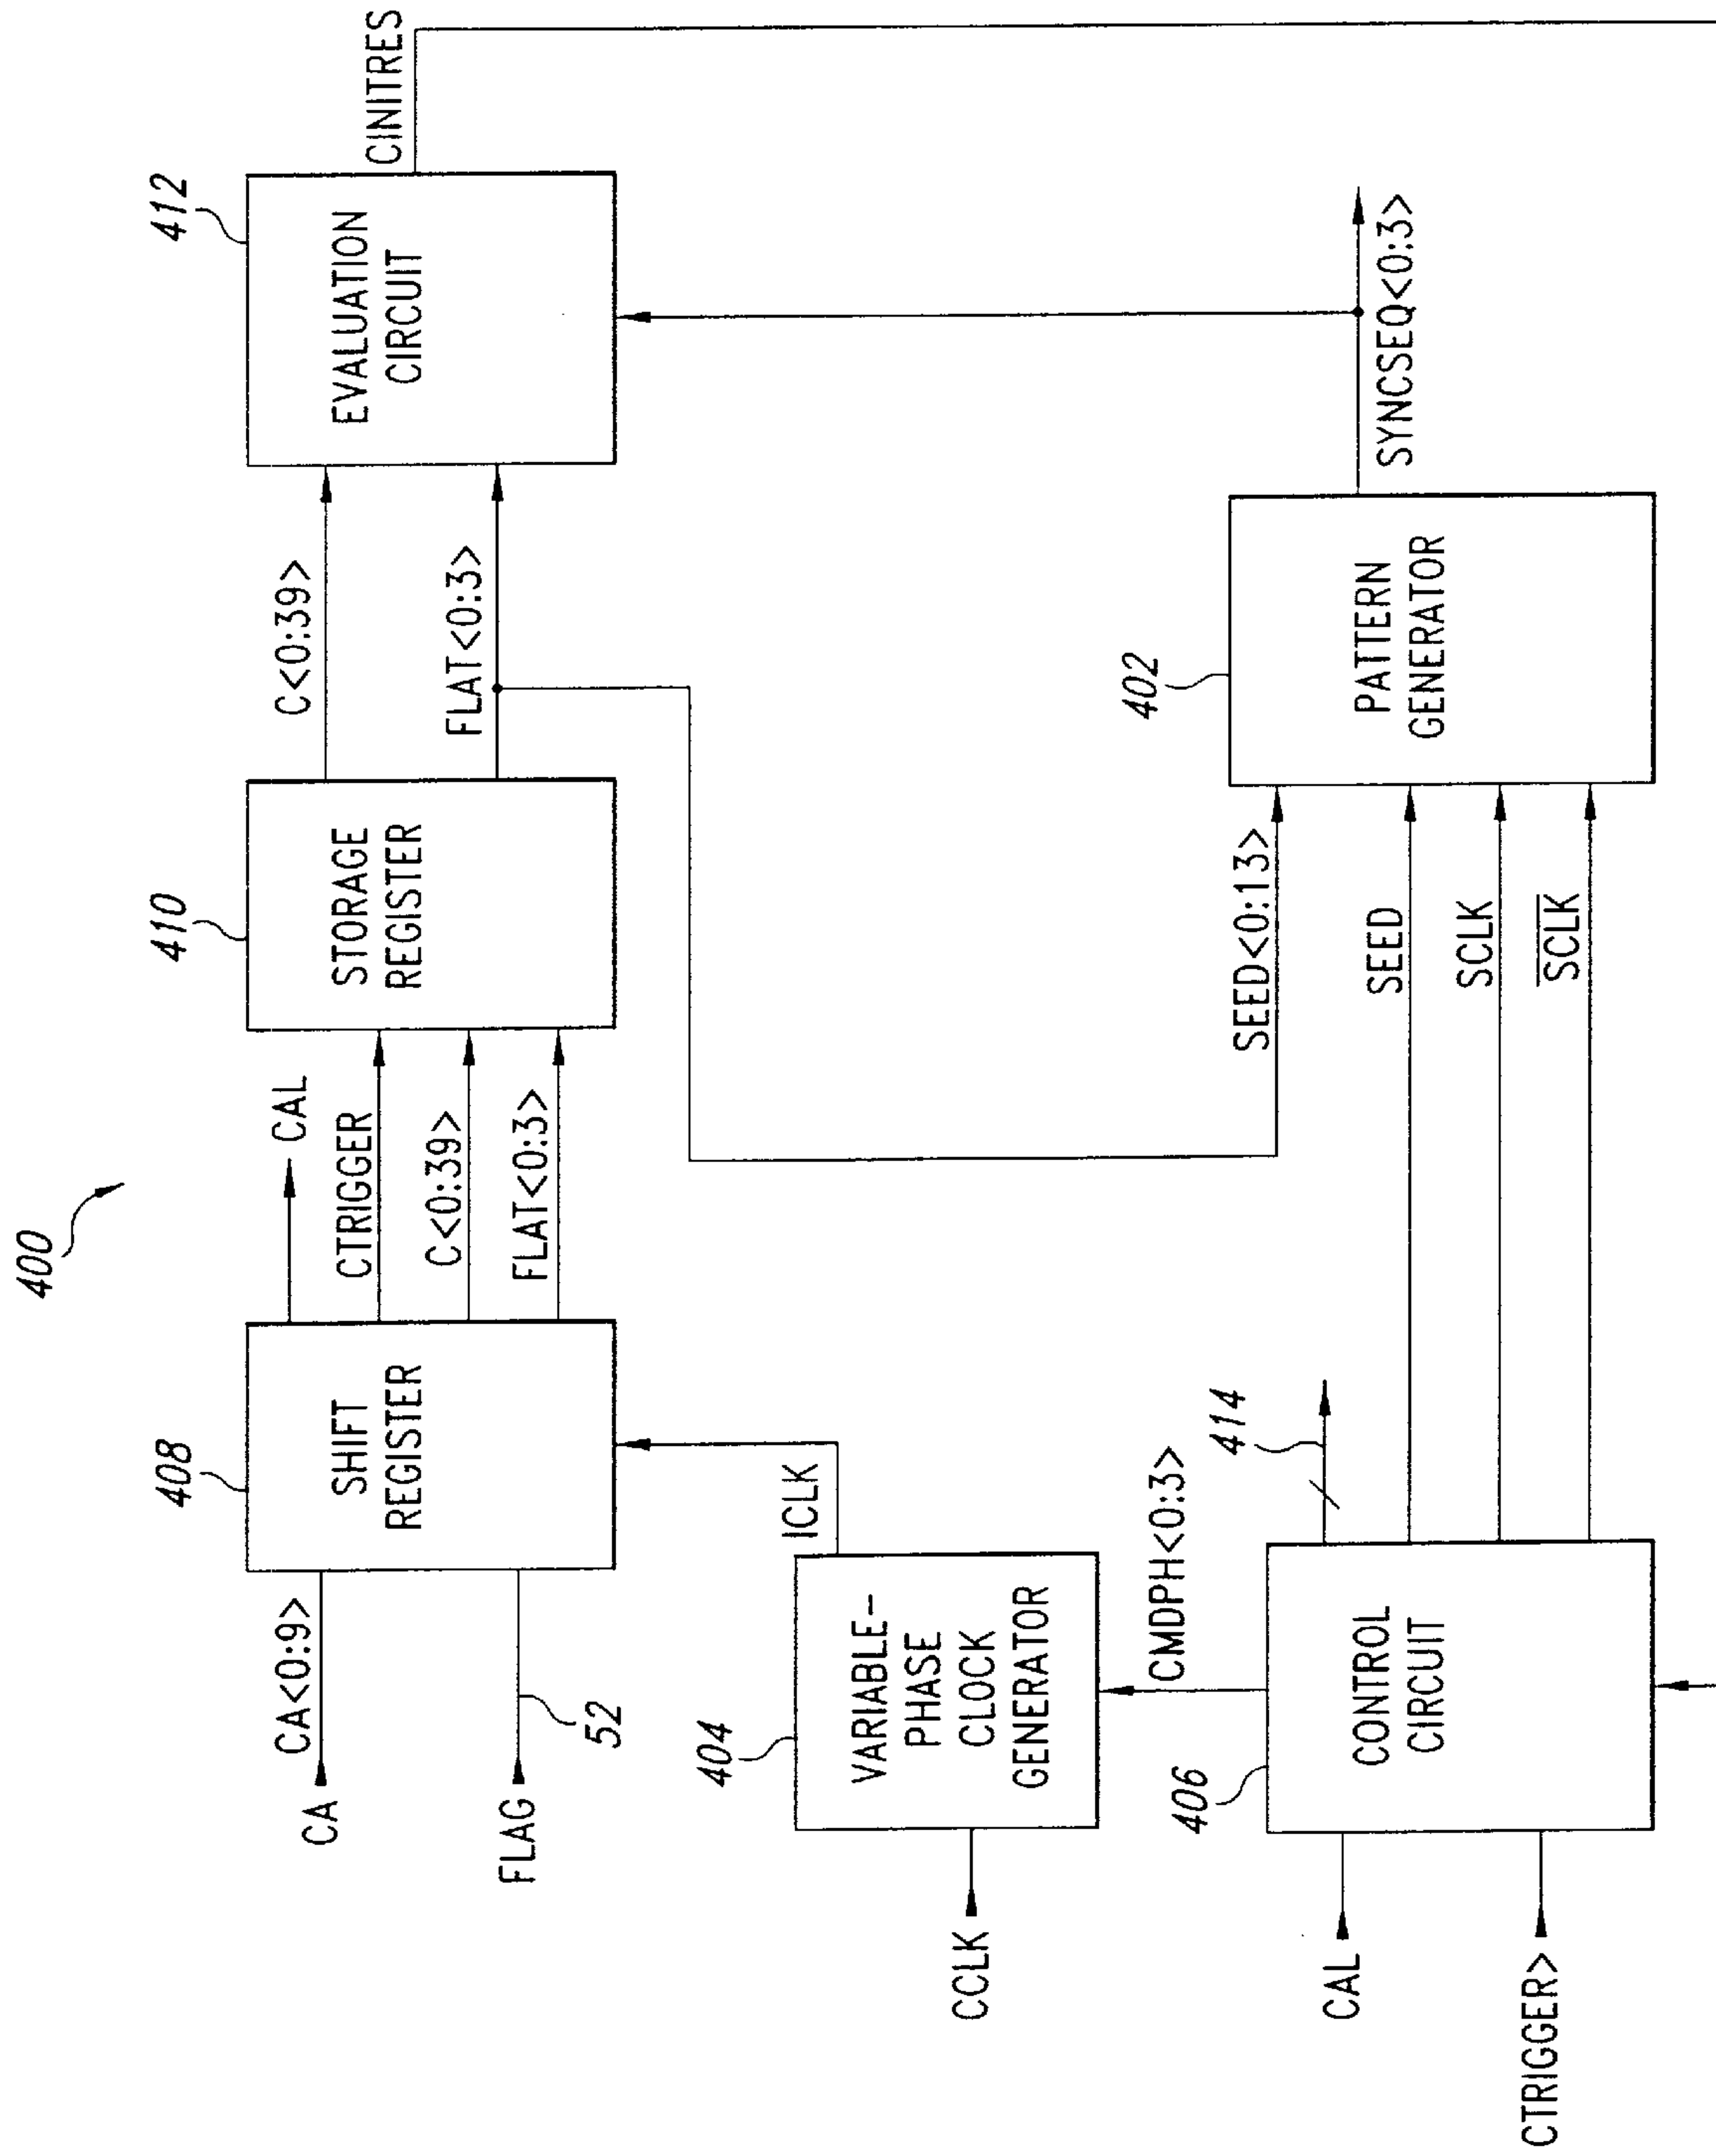 400
CA
CA<0:9>
FLAG
52
408
SHIFT
REGISTER
CAL
CTRIGGER
C<0:39>
FLAT<0:3>
410
STORAGE
REGISTER
C<0:39>
FLAT<0:3>
412
EVALUATION
CIRCUIT
CINITRES
CCLK
404
VARIABLE-
PHASE
CLOCK
GENERATOR
ICLK
CMDPH<0:3>
CAL
CTRIGGER>
406
CONTROL
CIRCUIT
414
SEED<0:13>
SEED
SCLK
SCLK
402
PATTERN
GENERATOR
SYNCSEQ<0:3>